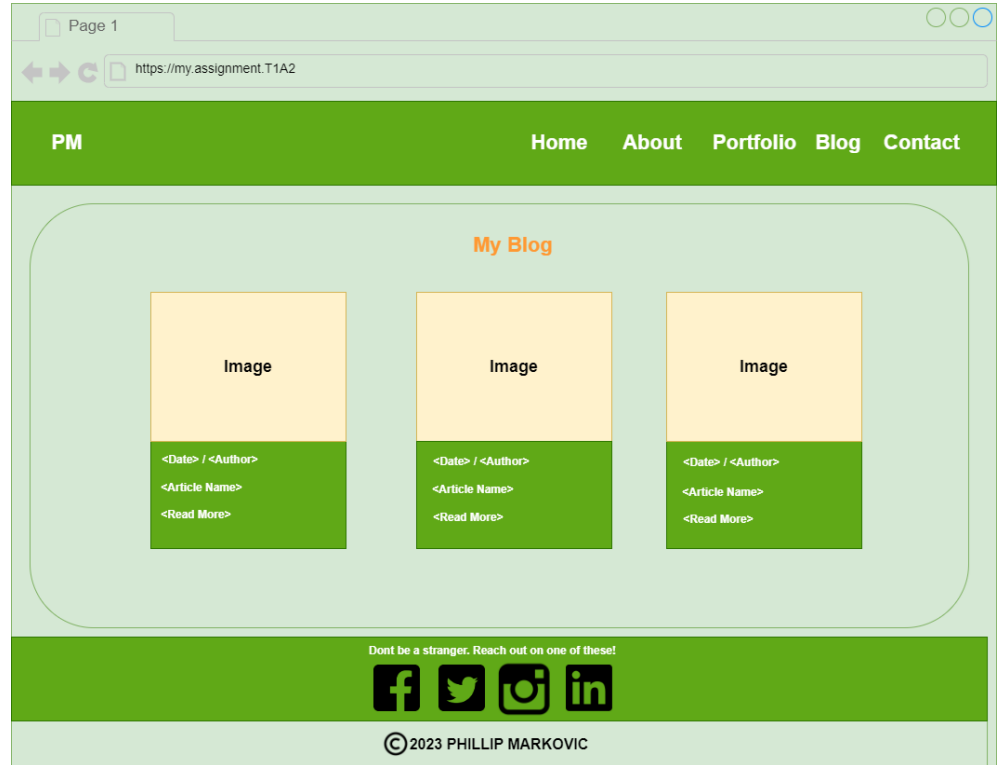 Page 1
https://my.assignment.T1A2
PM
Home About Portfolio Blog Contact
My Blog
Image
<Date> / <Author>
<Article Name>
<Read More>
Image
<Date> / <Author>
<Article Name>
<Read More>
Image
<Date> / <Author>
<Article Name>
<Read More>
Dont be a stranger. Reach out on one of these!
©2023 PHILLIP MARKOVIC